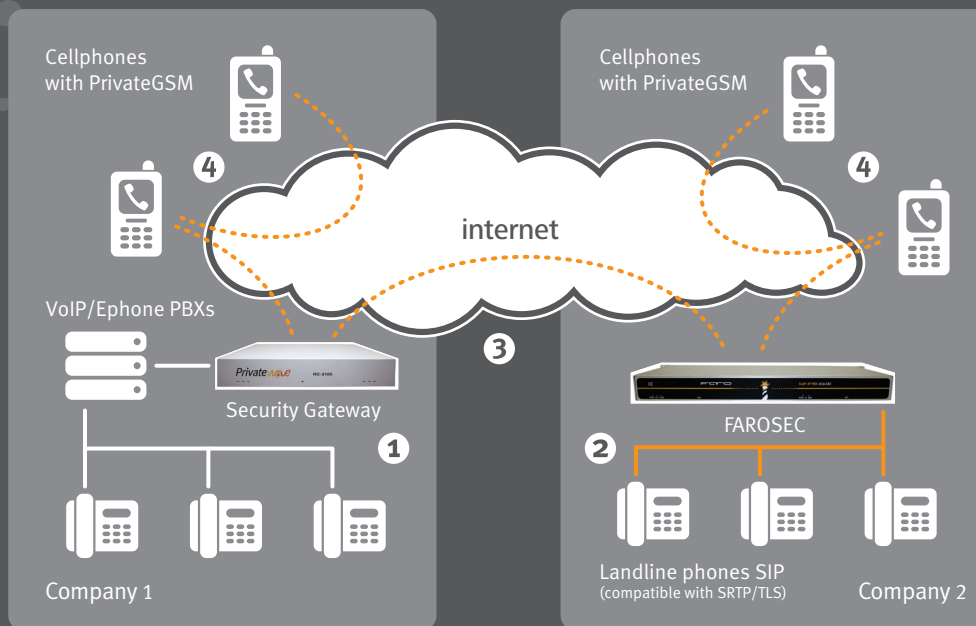 Cellphones
with PrivateGSM
4
VoIP/Ephone PBXs
Privatewave
Security Gateway
1
Company 1
internet
3
Cellphones
with PrivateGSM
4
FARO
FAROSEC
2
Landline phones SIP
(compatible with SRTP/TLS)
Company 2